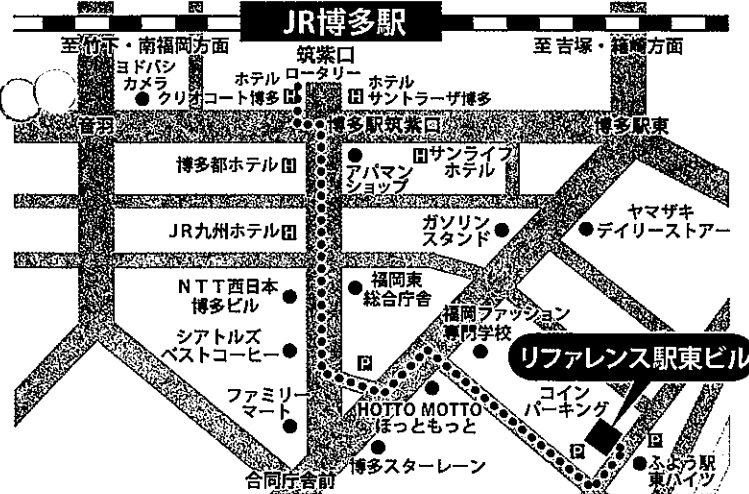 JR博多駅
至 竹下・南福岡方面
筑紫口
ロータリー
至 吉塚・箱崎方面
ヨドバシ
カメラ
ホテル
クリオコート博多 H
H ホテル
サントラーザ博多
音羽
博多駅筑紫口
博多駅東
博多都ホテル H
アパマン
ショップ
H サンライフ
ホテル
JR九州ホテル H
ガソリン
スタンド
ヤマザキ
デイリーストアー
NTT西日本
博多ビル
福岡東
総合庁舎
シアトルズ
ベストコーヒー
福岡ファッション
専門学校
P
リファレンス駅東ビル
ファミリー
マート
HOTTO MOTTO
ほっともっと
コイン
パーキング
P
P
合同庁舎前
博多スターレーン
ふよう駅
東ハイツ